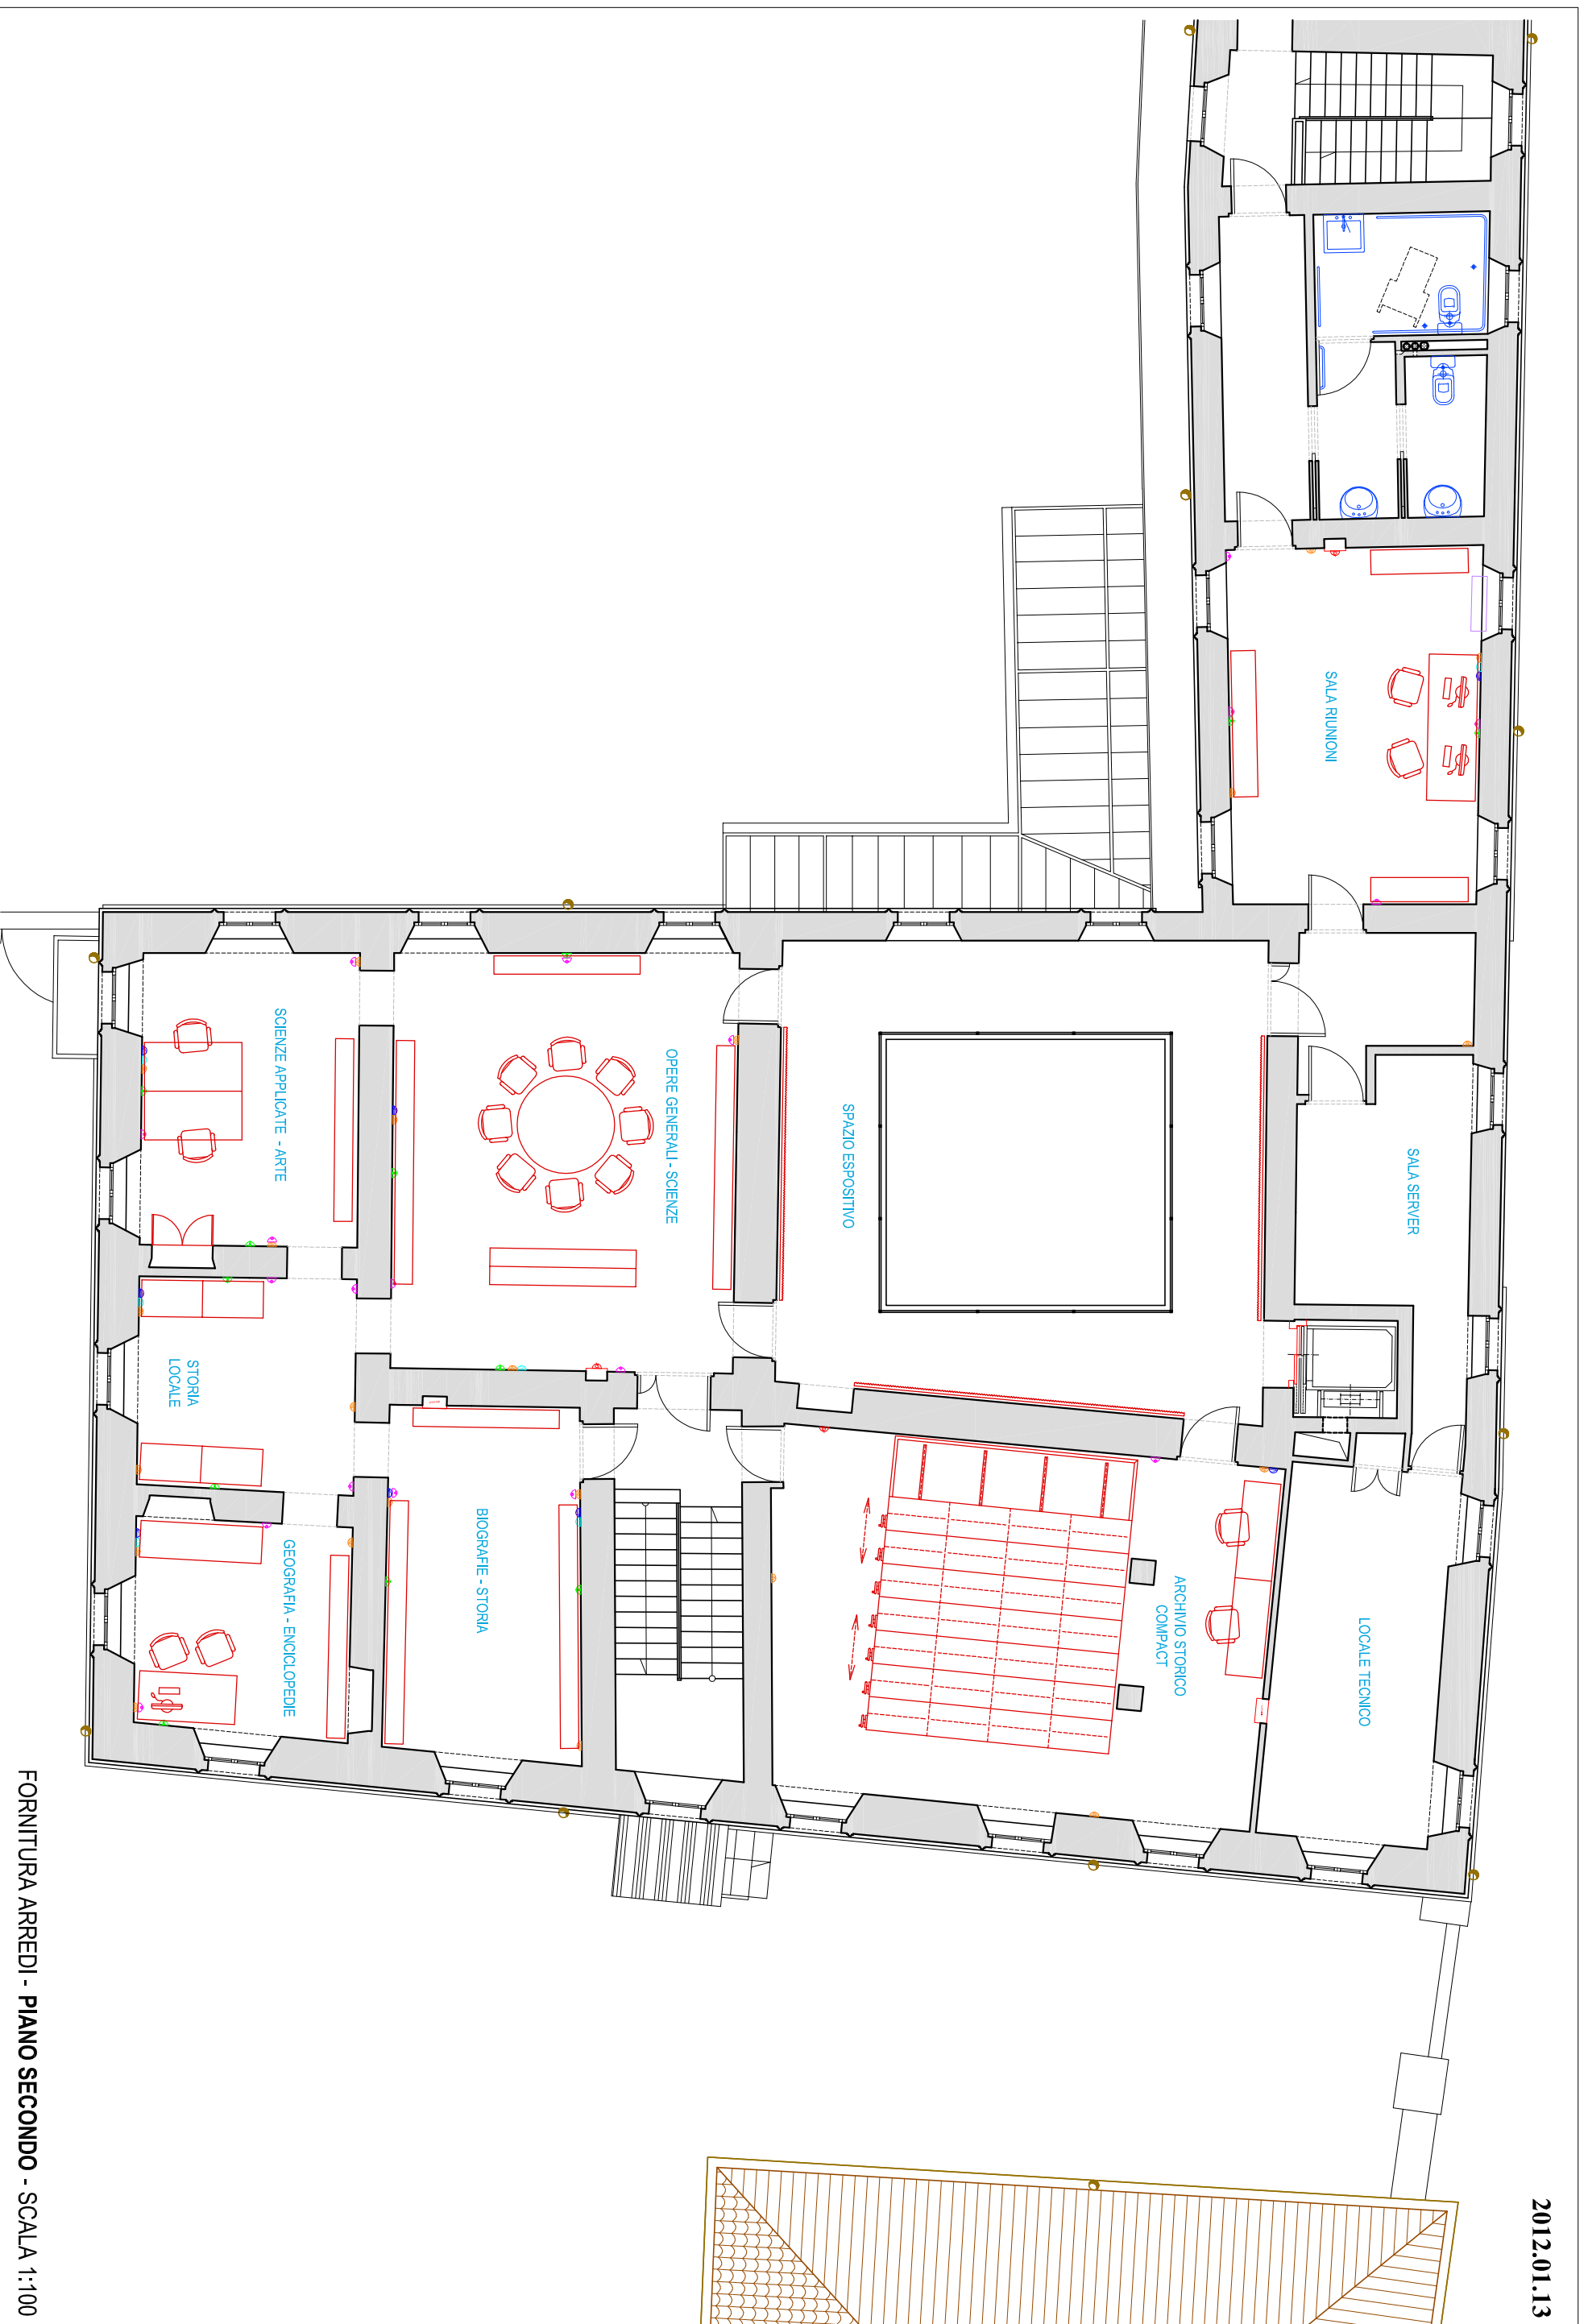 2012.01.13
SALA RIUNIONI
SALA SERVER
LOCALE TECNICO
ARCHIVIO STORICO
COMPACT
SPAZIO ESPOSITIVO
OPERE GENERALI - SCIENZE
BIOGRAFIE - STORIA
SCIENZE APPLICATE - ARTE
GEOGRAFIA - ENCICLOPEDIE
STORIA
LOCALE
FORNITURA ARREDI - PIANO SECONDO - SCALA 1:100